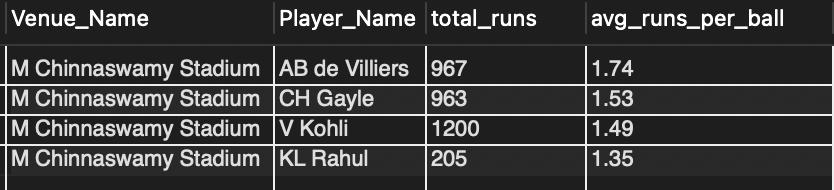 Venue_Name Player_Name total_runs avg_runs_per_ball
M Chinnaswamy Stadium AB de Villiers 967 1.74
M Chinnaswamy Stadium CH Gayle 963 1.53
M Chinnaswamy Stadium V Kohli 1200 1.49
M Chinnaswamy Stadium KL Rahul 205 1.35